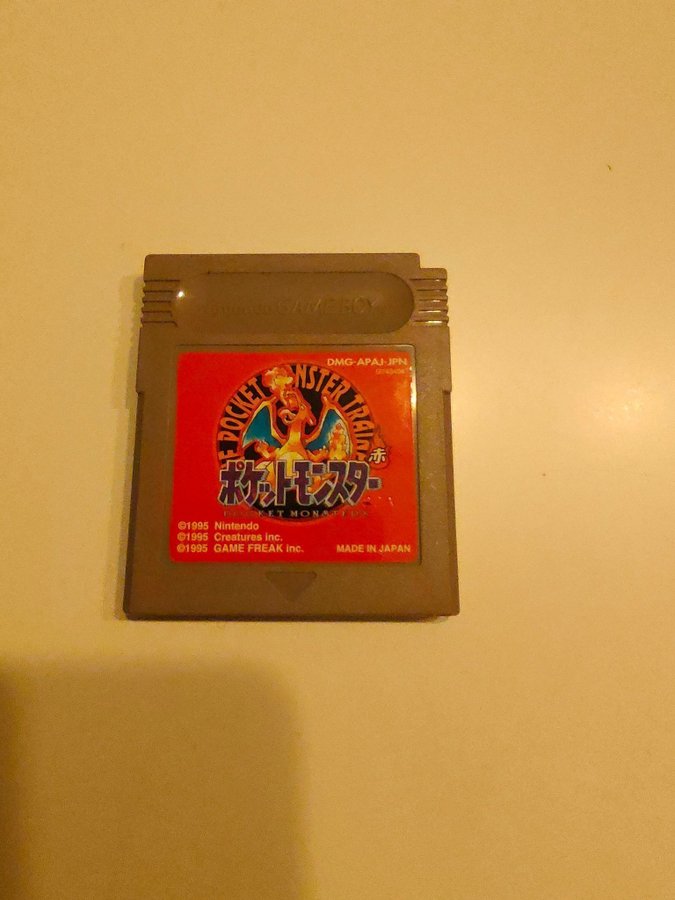 Nintendo GAME BOY
DMG-APAJ-JPN
POCKET MONSTER TRAIN
赤
ポケットモンスター
POCKET MONSTERS
©1995 Nintendo
©1995 Creatures inc.
©1995 GAME FREAK inc.
MADE IN JAPAN